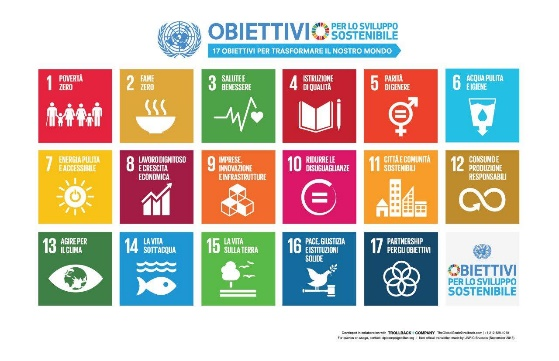 OBIETTIVI PER LO SVILUPPO
SOSTENIBILE
17 OBIETTIVI PER TRASFORMARE IL NOSTRO MONDO
1 POVERTÀ
ZERO
2 FAME
ZERO
3 SALUTE E
BENESSERE
4 ISTRUZIONE
DI QUALITÀ
5 PARITÀ
DI GENERE
6 ACQUA PULITA
E IGIENE
7 ENERGIA PULITA
E ACCESSIBILE
8 LAVORO DIGNITOSO
E CRESCITA
ECONOMICA
9 IMPRESE,
INNOVAZIONE
E INFRASTRUTTURE
10 RIDURRE LE
DISUGUAGLIANZE
11 CITTÀ E COMUNITÀ
SOSTENIBILI
12 CONSUMO E
PRODUZIONE
RESPONSABILI
13 AGIRE PER
IL CLIMA
14 LA VITA
SOTT'ACQUA
15 LA VITA
SULLA TERRA
16 PACE, GIUSTIZIA
E ISTITUZIONI
SOLIDE
17 PARTNERSHIP
PER GLI OBIETTIVI
OBIETTIVI
PER LO SVILUPPO
SOSTENIBILE
TROLLBÄCK + COMPANY